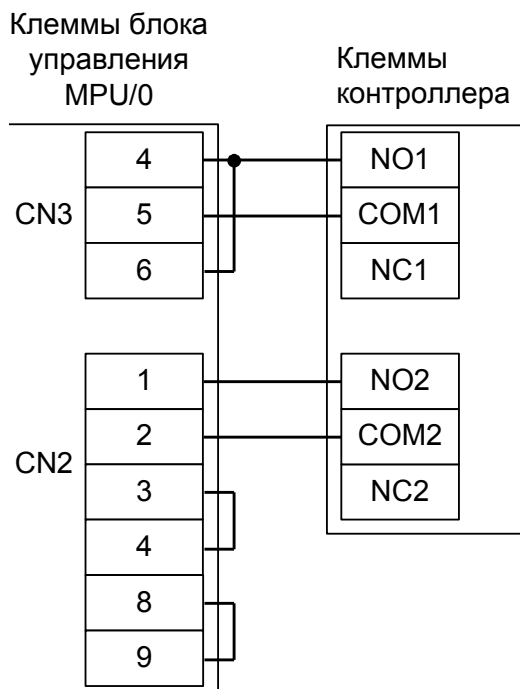 Клеммы блока
управления
MPU/0
Клеммы
контроллера
CN3
4
5
6
NO1
COM1
NC1
CN2
1
2
3
4
8
9
NO2
COM2
NC2